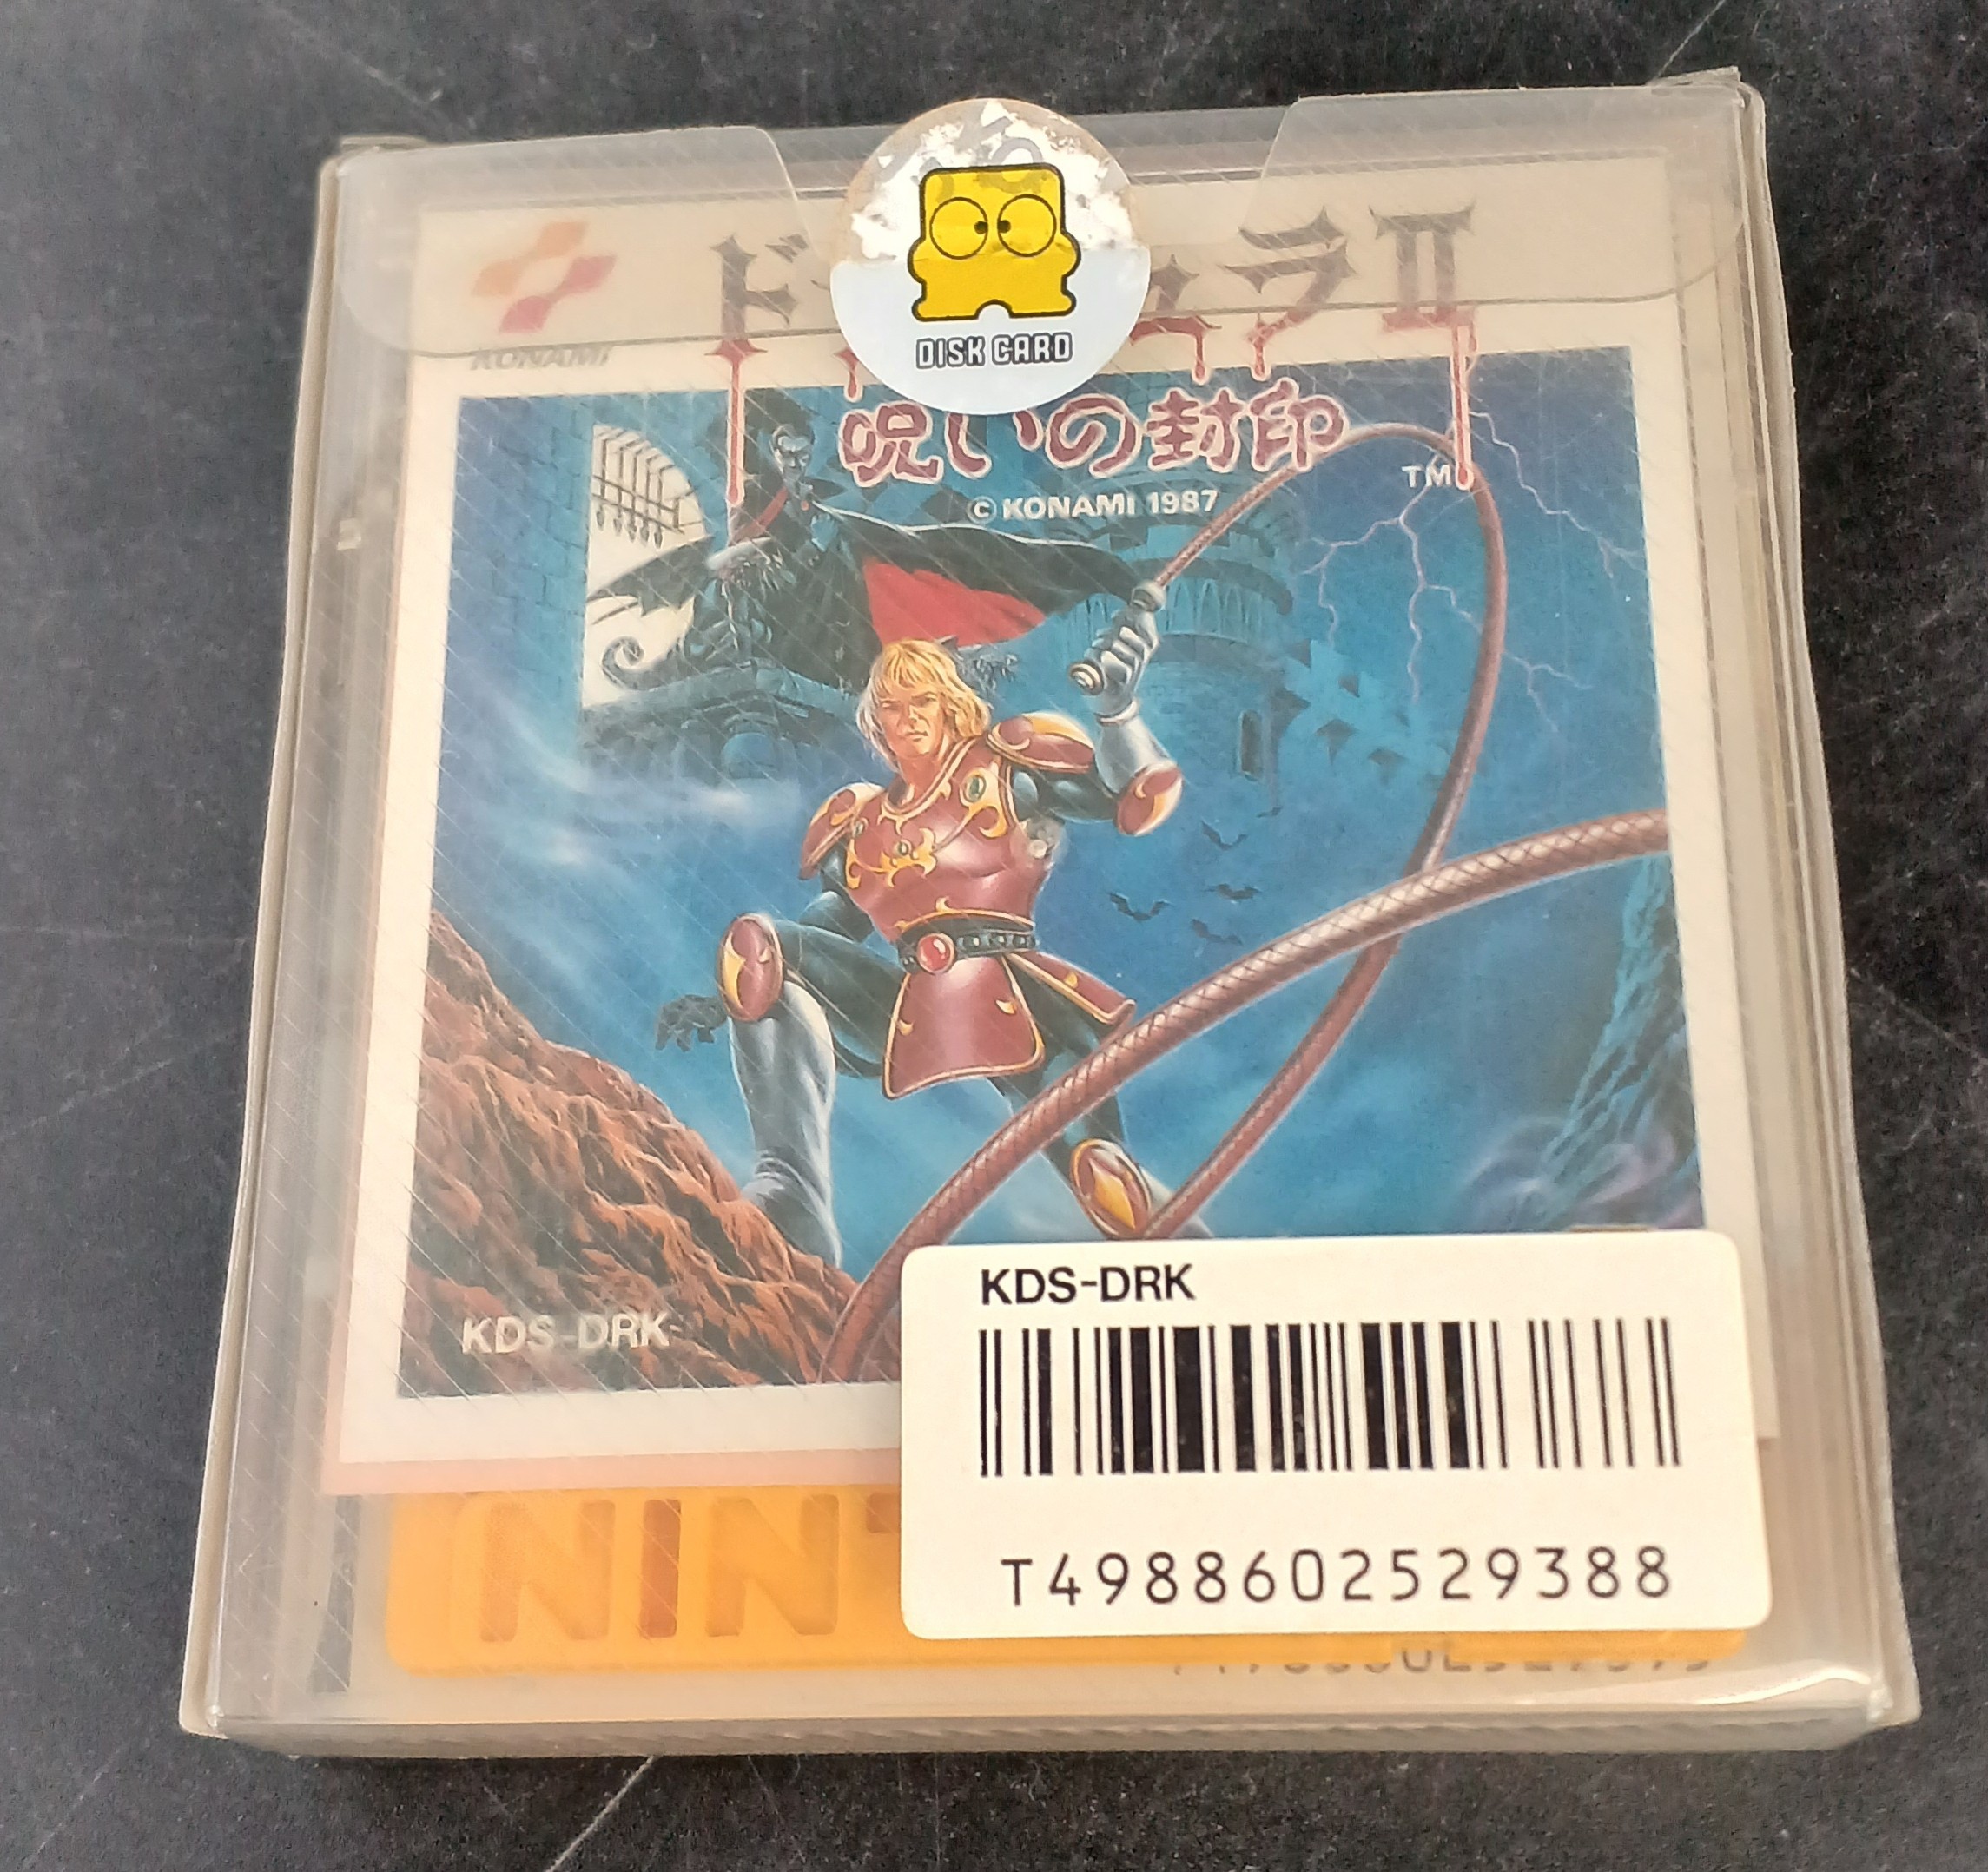 KONAMI
ラII
DISK CARD
呪いの封印
TM
© KONAMI 1987
KDS-DRK
KDS-DRK
T4988602529388
NIN